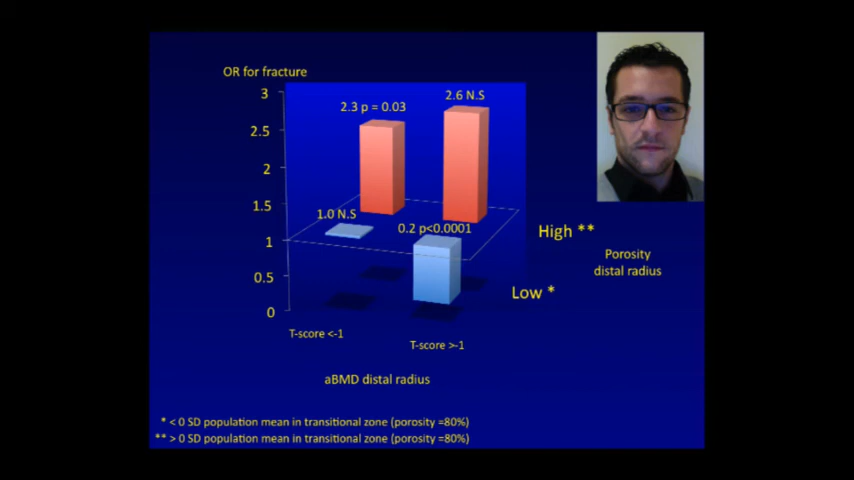 OR for fracture
3
2.5
2
1.5
1
0.5
0
2.3 p = 0.03
2.6 N.S
1.0 N.S
0.2 p<0.0001
High **
Porosity
distal radius
Low *
T-score <-1
T-score >-1
aBMD distal radius
* < 0 SD population mean in transitional zone (porosity =80%)
** > 0 SD population mean in transitional zone (porosity =80%)